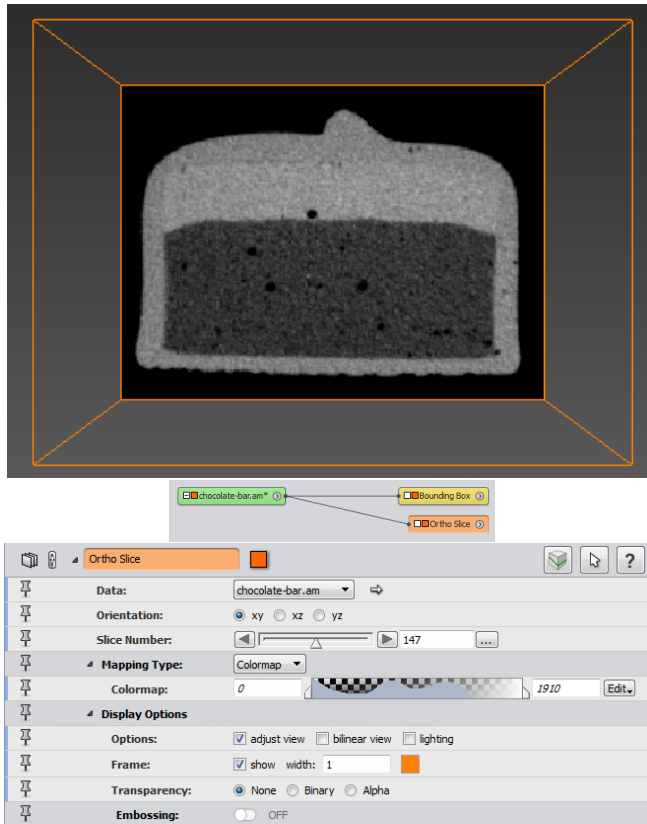 chocolate-bar.am*
Bounding Box
Ortho Slice
Ortho Slice
?
Data: chocolate-bar.am
Orientation: xy xz yz
Slice Number: 147 ...
Mapping Type: Colormap
Colormap: 0 1910 Edit
Display Options
Options: adjust view bilinear view lighting
Frame: show width: 1
Transparency: None Binary Alpha
Embossing: OFF